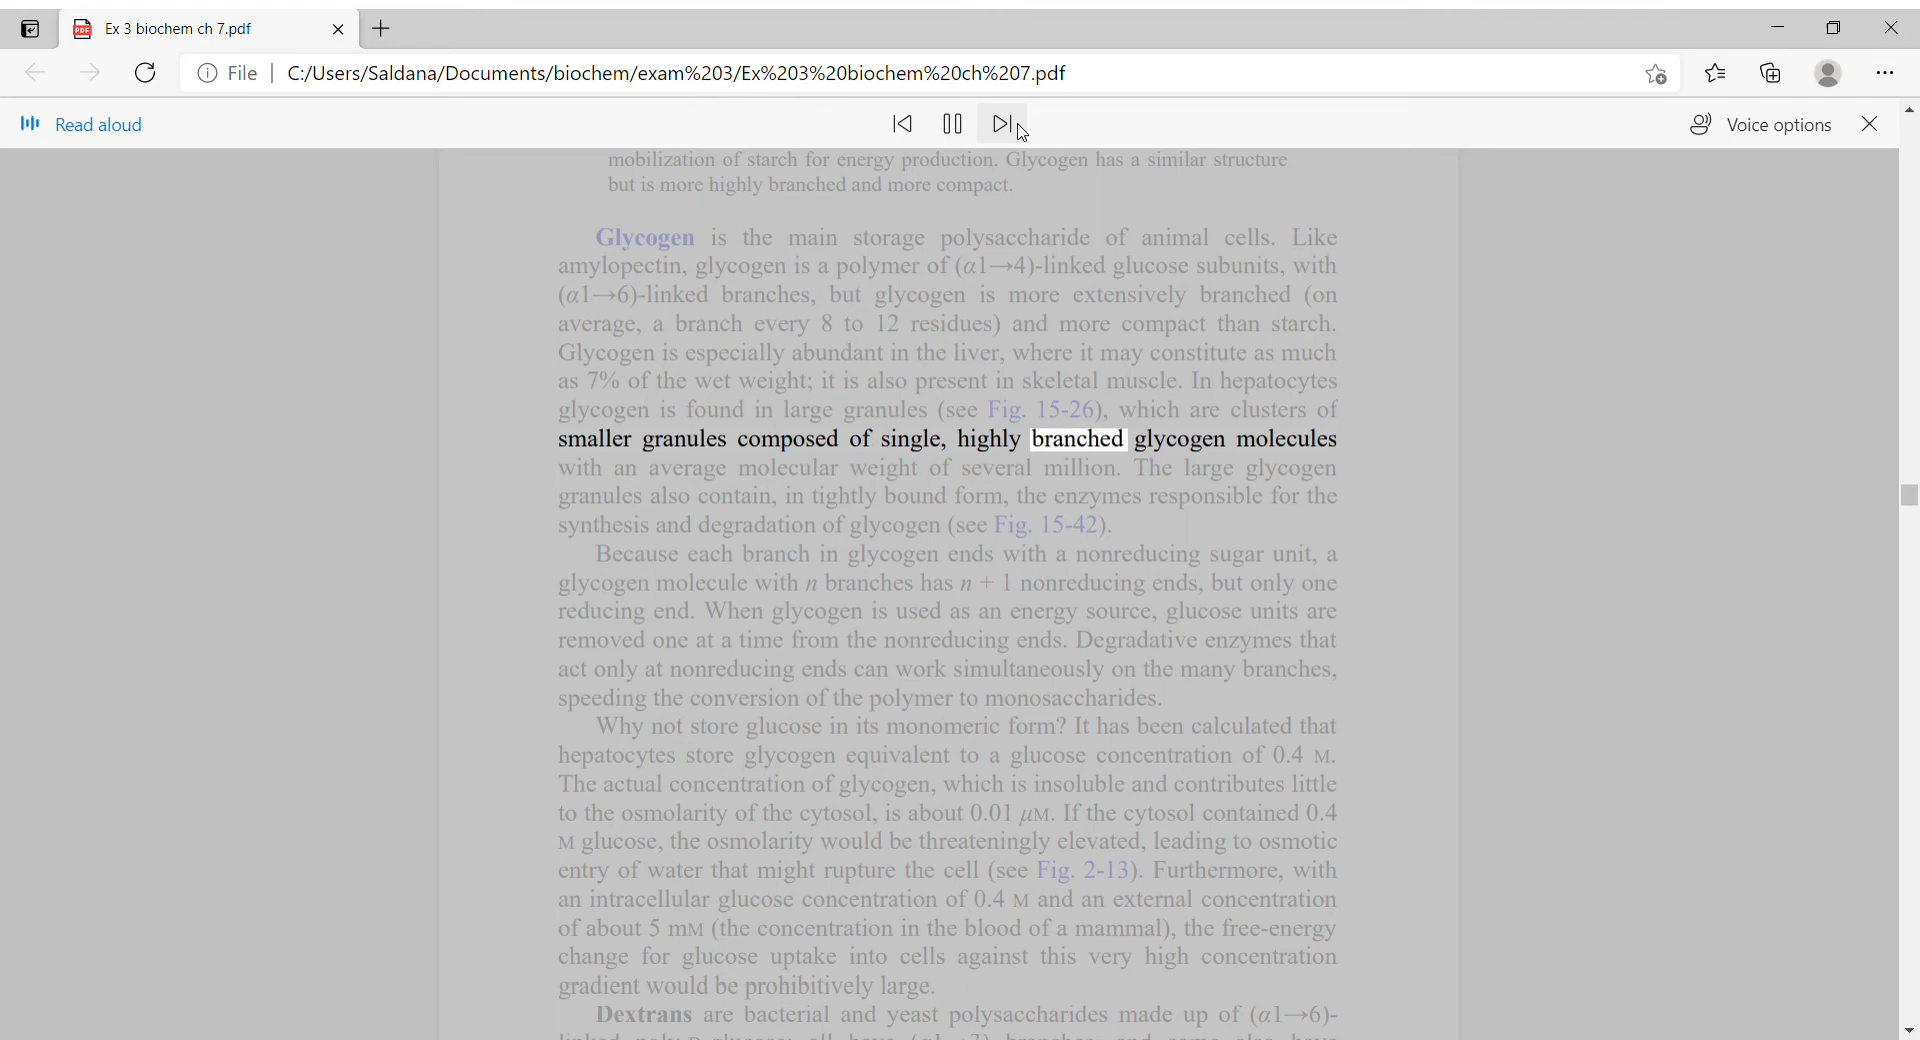 Ex 3 biochem ch 7.pdf
File | C:/Users/Saldana/Documents/biochem/exam%203/Ex%203%20biochem%20ch%207.pdf
Read aloud
Voice options
mobilization of starch for energy production. Glycogen has a similar structure
but is more highly branched and more compact.
Glycogen is the main storage polysaccharide of animal cells. Like
amylopectin, glycogen is a polymer of (α1→4)-linked glucose subunits, with
(α1→6)-linked branches, but glycogen is more extensively branched (on
average, a branch every 8 to 12 residues) and more compact than starch.
Glycogen is especially abundant in the liver, where it may constitute as much
as 7% of the wet weight; it is also present in skeletal muscle. In hepatocytes
glycogen is found in large granules (see Fig. 15-26), which are clusters of
smaller granules composed of single, highly branched glycogen molecules
with an average molecular weight of several million. The large glycogen
granules also contain, in tightly bound form, the enzymes responsible for the
synthesis and degradation of glycogen (see Fig. 15-42).
Because each branch in glycogen ends with a nonreducing sugar unit, a
glycogen molecule with n branches has n + 1 nonreducing ends, but only one
reducing end. When glycogen is used as an energy source, glucose units are
removed one at a time from the nonreducing ends. Degradative enzymes that
act only at nonreducing ends can work simultaneously on the many branches,
speeding the conversion of the polymer to monosaccharides.
Why not store glucose in its monomeric form? It has been calculated that
hepatocytes store glycogen equivalent to a glucose concentration of 0.4 M.
The actual concentration of glycogen, which is insoluble and contributes little
to the osmolarity of the cytosol, is about 0.01 μM. If the cytosol contained 0.4
M glucose, the osmolarity would be threateningly elevated, leading to osmotic
entry of water that might rupture the cell (see Fig. 2-13). Furthermore, with
an intracellular glucose concentration of 0.4 M and an external concentration
of about 5 mM (the concentration in the blood of a mammal), the free-energy
change for glucose uptake into cells against this very high concentration
gradient would be prohibitively large.
Dextrans are bacterial and yeast polysaccharides made up of (α1→6)-